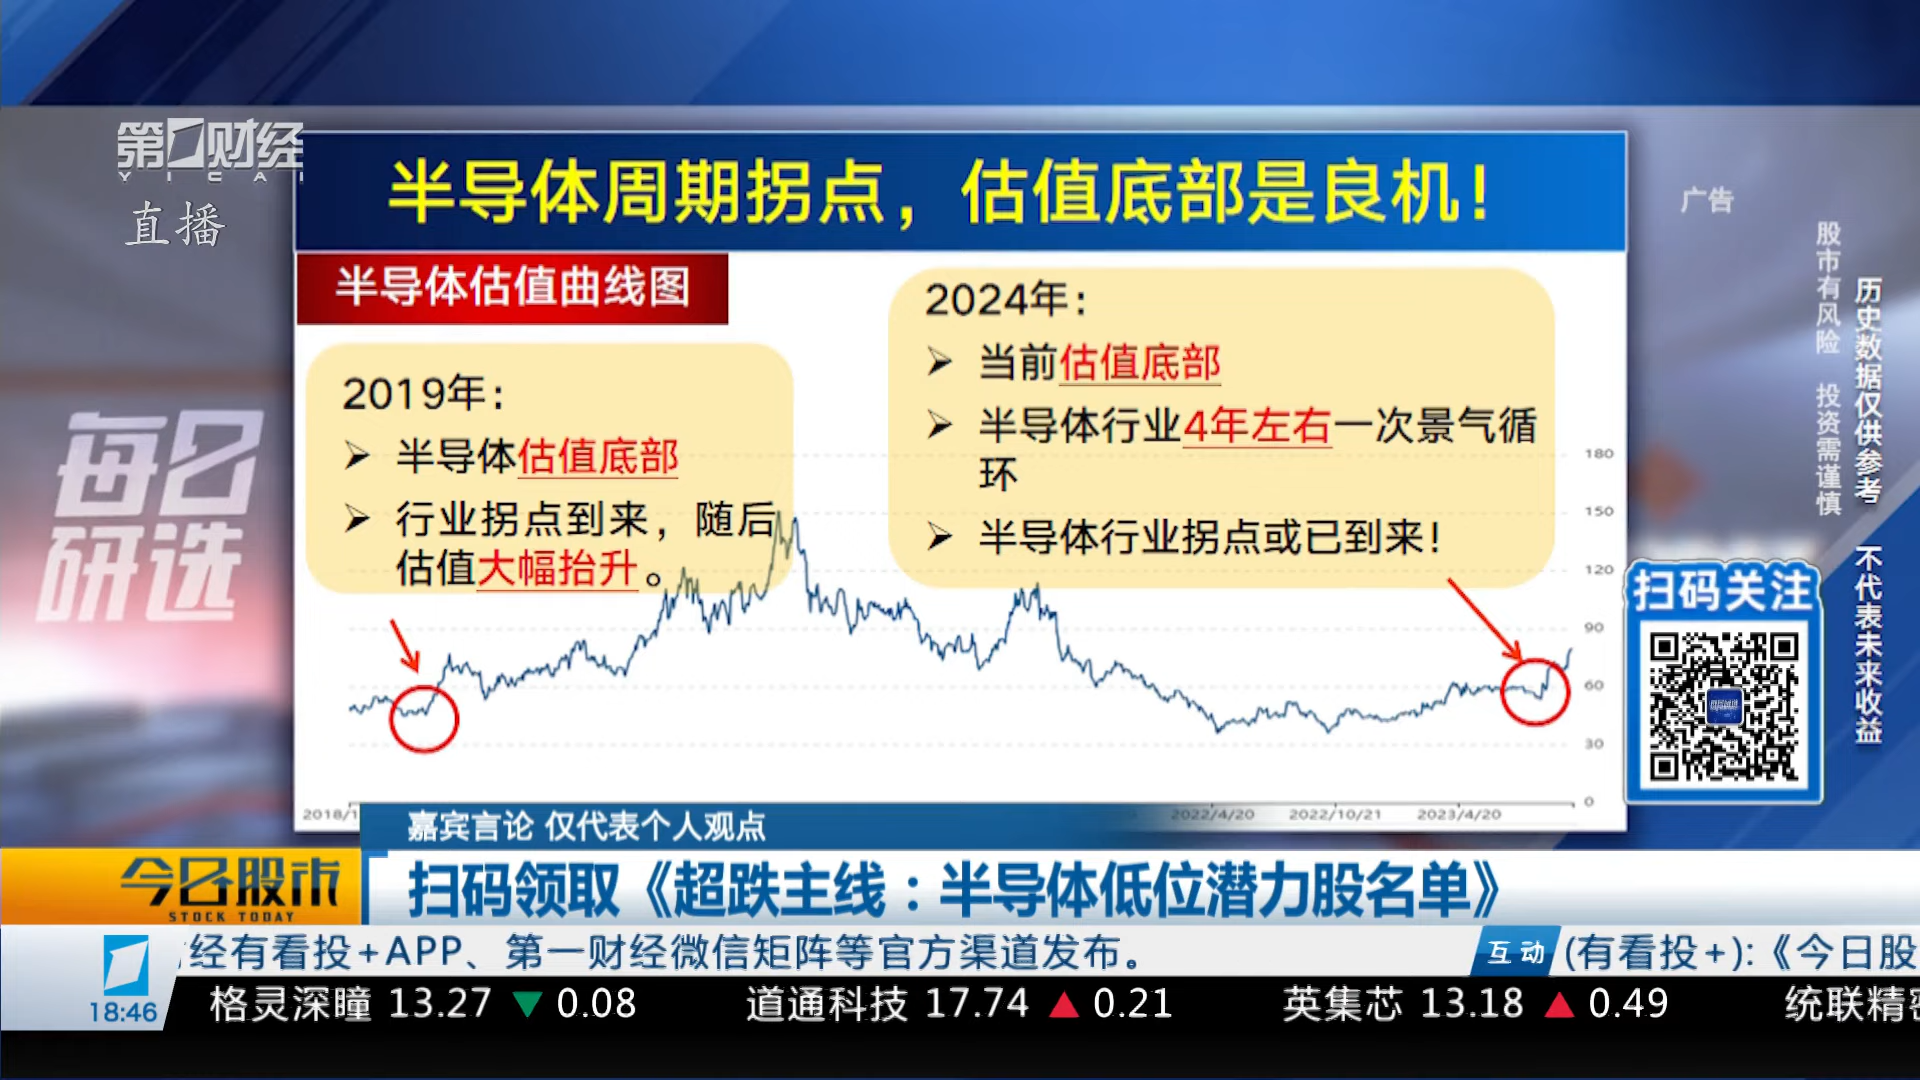 第一财经
YICAI
直播
半导体周期拐点，估值底部是良机！
广告
股市有风险 投资需谨慎
历史数据仅供参考 不代表未来收益
每日
研选
半导体估值曲线图
2019年：
➢ 半导体估值底部
➢ 行业拐点到来，随后
估值大幅抬升。
2024年：
➢ 当前估值底部
➢ 半导体行业4年左右一次景气循
环
➢ 半导体行业拐点或已到来！
180
150
120
90
60
30
0
2018/1
2022/4/20
2022/10/21
2023/4/20
扫码关注
嘉宾言论 仅代表个人观点
今日股市
STOCK TODAY
扫码领取《超跌主线：半导体低位潜力股名单》
经有看投+APP、第一财经微信矩阵等官方渠道发布。
互动
(有看投+):《今日股
18:46
格灵深瞳 13.27 ▼ 0.08
道通科技 17.74 ▲ 0.21
英集芯 13.18 ▲ 0.49
统联精密